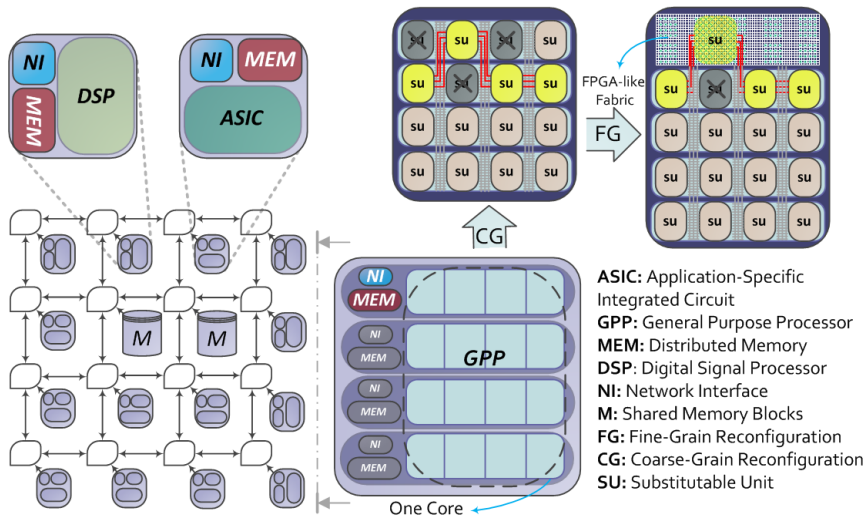 NI
MEM
DSP
NI
MEM
ASIC
su su su su
su su su su
su su su su
su su su su
FPGA-like
Fabric
FG
su
su su su su
su su su su
su su su su
su su su su
CG
M M
NI
MEM
NI
MEM
NI
MEM
NI
MEM
GPP
One Core
ASIC: Application-Specific
Integrated Circuit
GPP: General Purpose Processor
MEM: Distributed Memory
DSP: Digital Signal Processor
NI: Network Interface
M: Shared Memory Blocks
FG: Fine-Grain Reconfiguration
CG: Coarse-Grain Reconfiguration
SU: Substitutable Unit